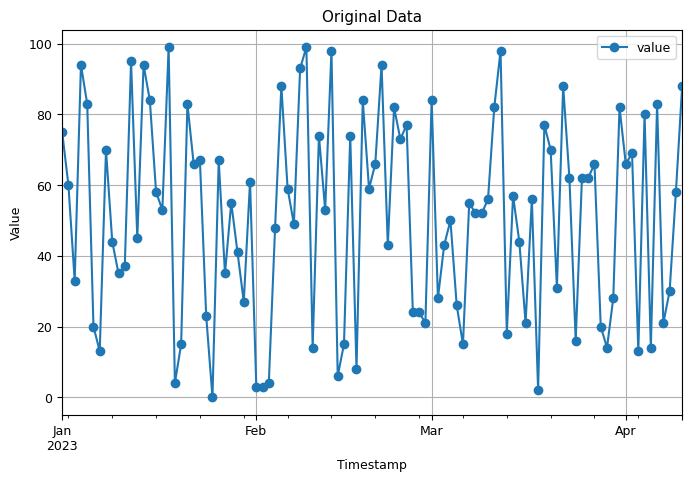 Original Data
value
Value
100
80
60
40
20
0
Jan
2023
Feb
Mar
Apr
Timestamp